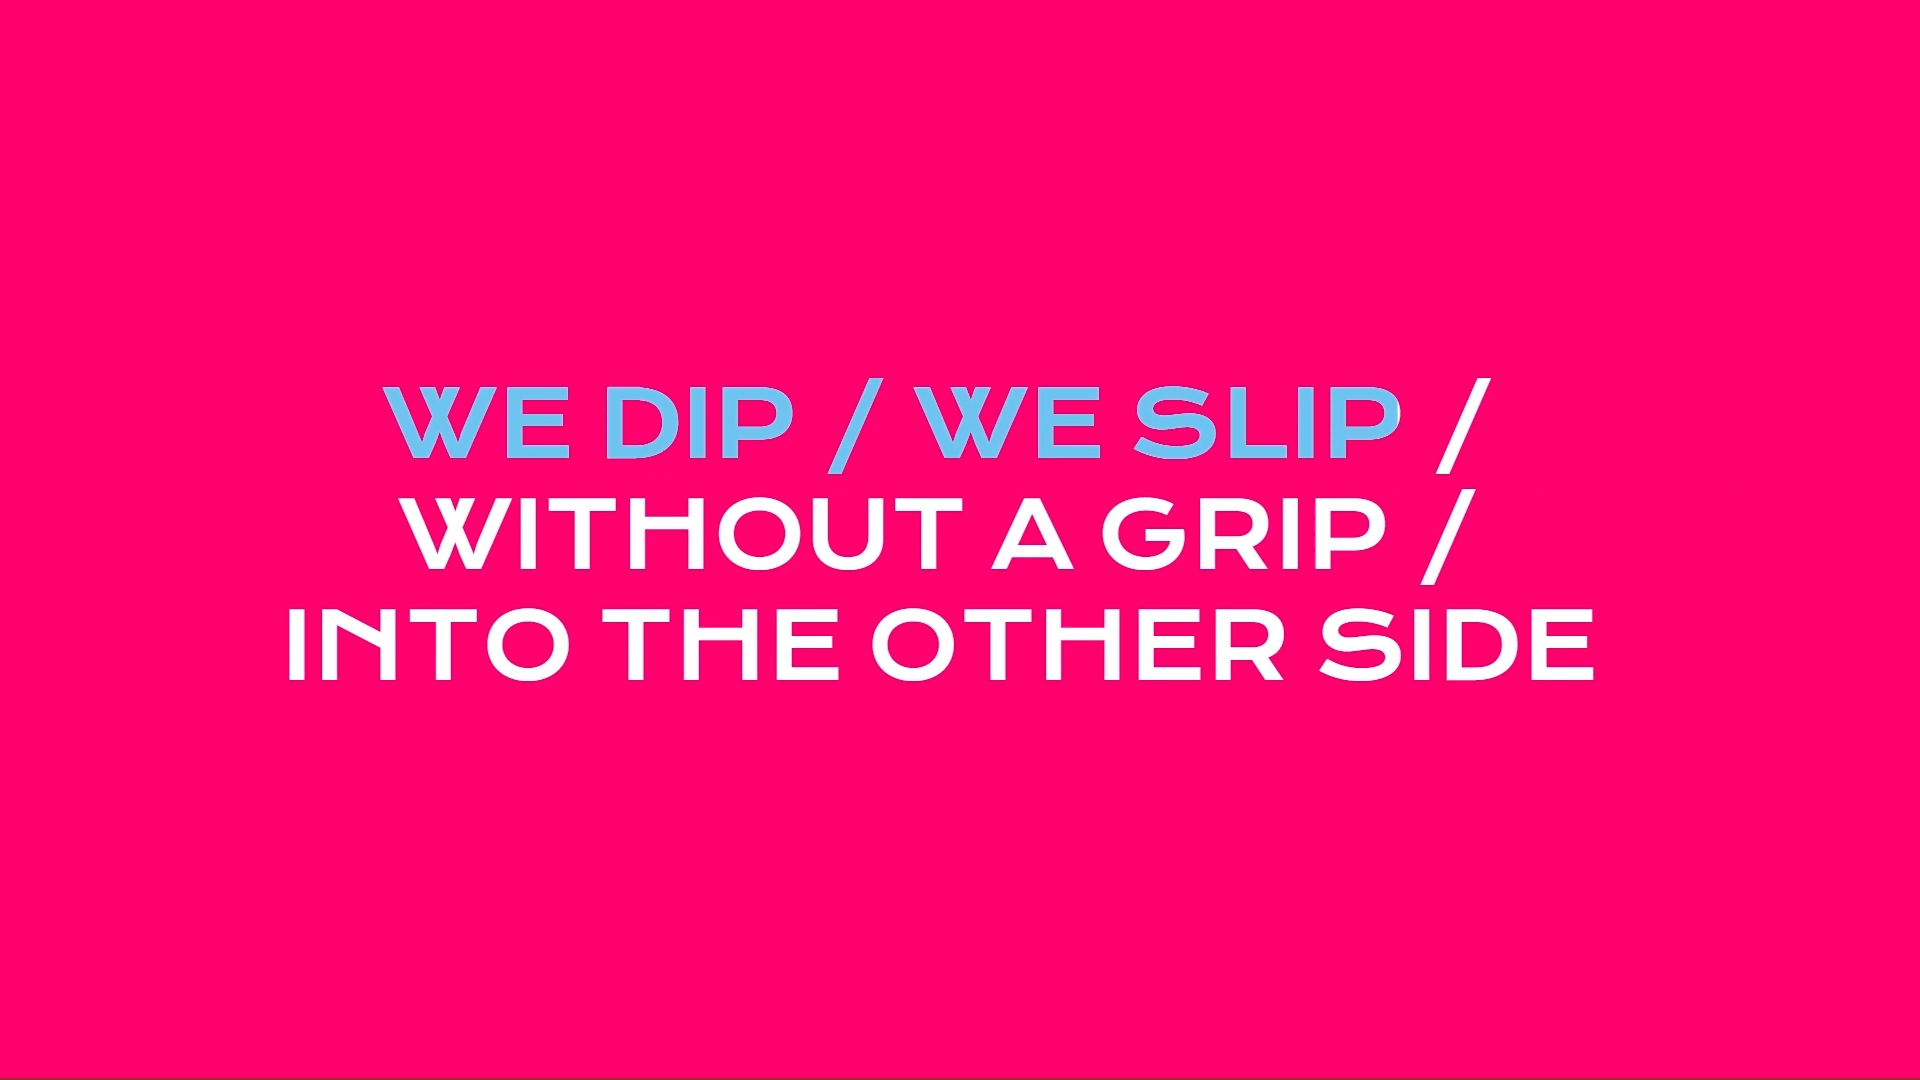 WE DIP / WE SLIP /
WITHOUT A GRIP /
INTO THE OTHER SIDE